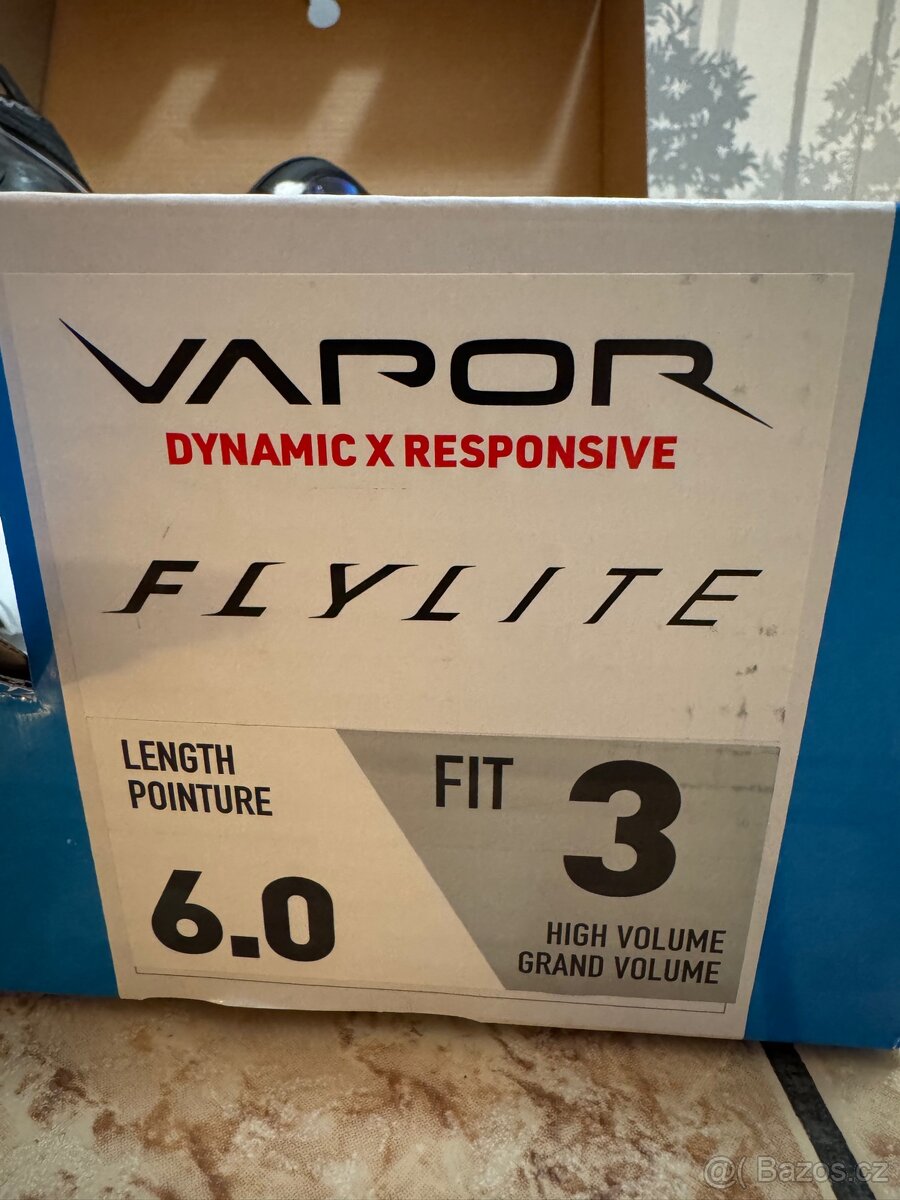 VAPOR
DYNAMIC X RESPONSIVE
FLYLITE
LENGTH
POINTURE
6.0
FIT 3
HIGH VOLUME
GRAND VOLUME
@( Bazos.cz